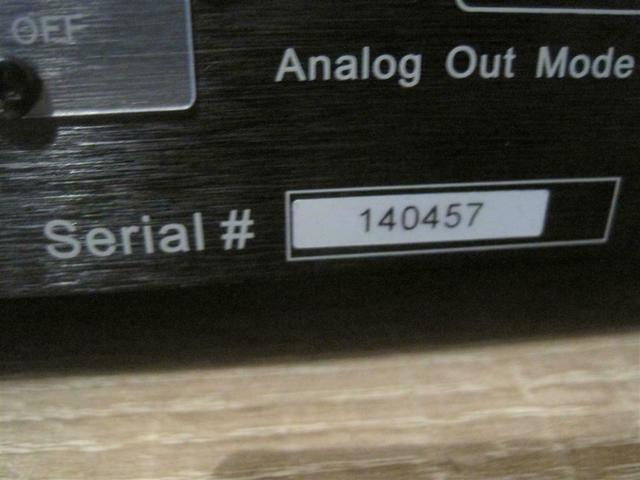 OFF
Analog Out Mode
Serial # 140457